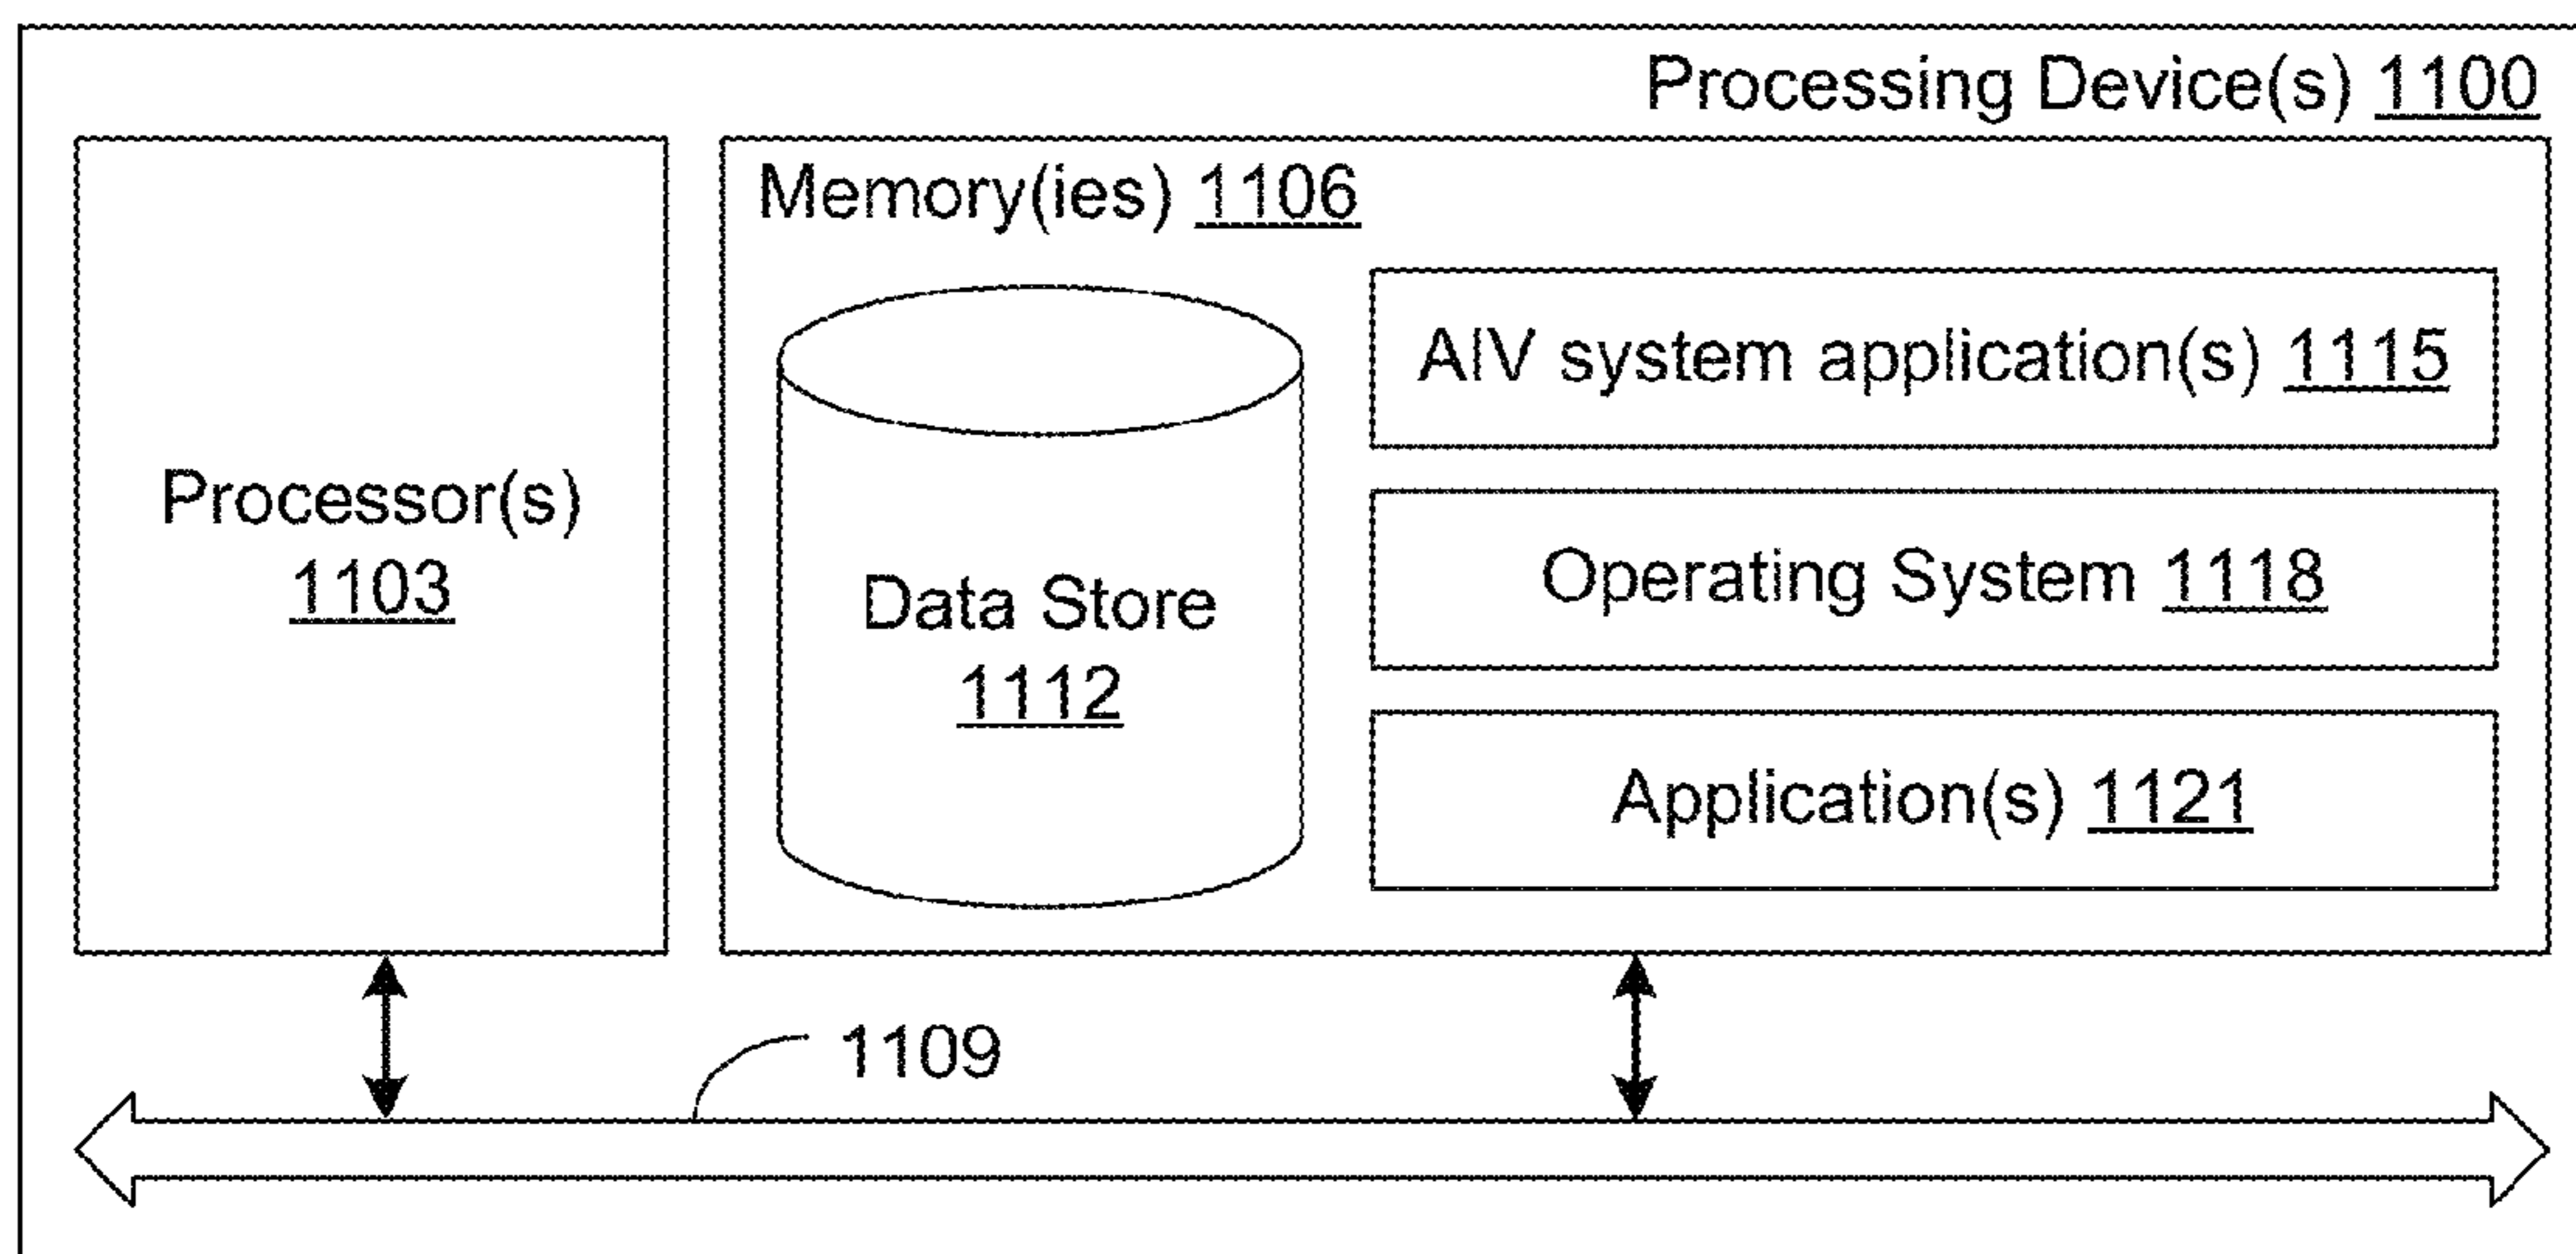 Processing Device(s) 1100
Memory(ies) 1106
Processor(s)
1103
Data Store
1112
AIV system application(s) 1115
Operating System 1118
Application(s) 1121
1109